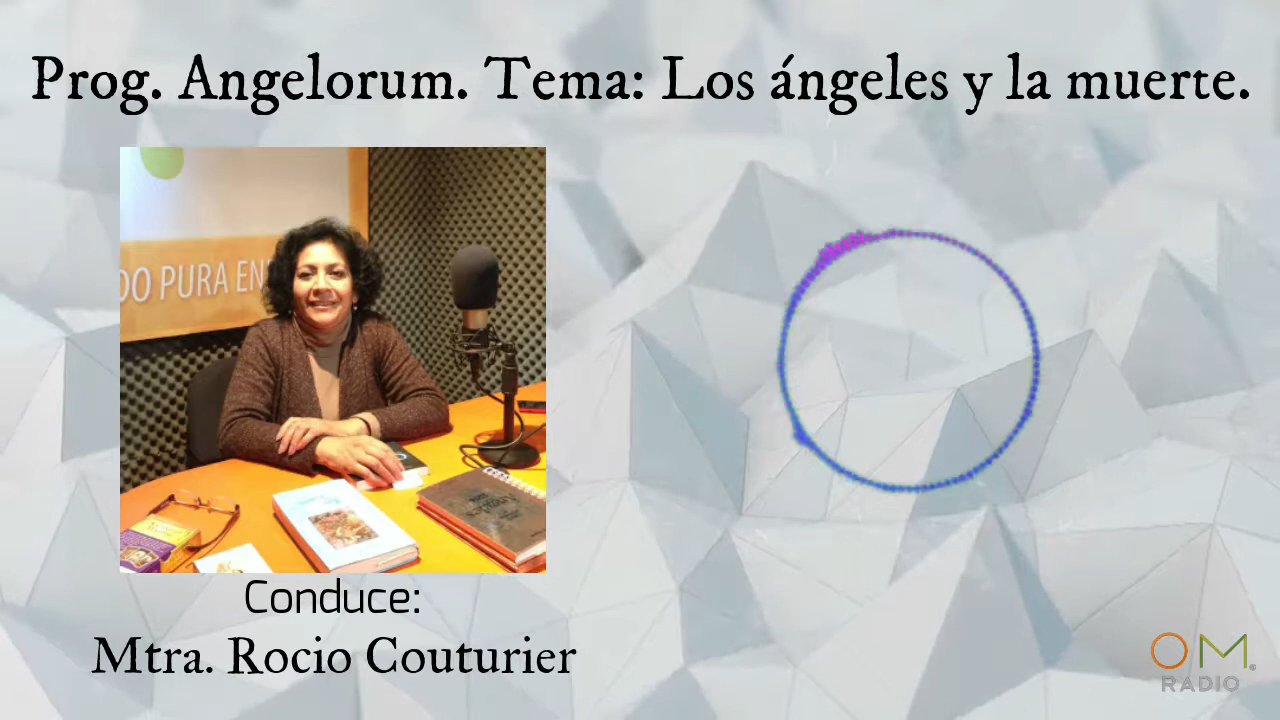 Prog. Angelorum. Tema: Los ángeles y la muerte.
DO PURA EN
Conduce:
Mtra. Rocio Couturier
OM
RADIO